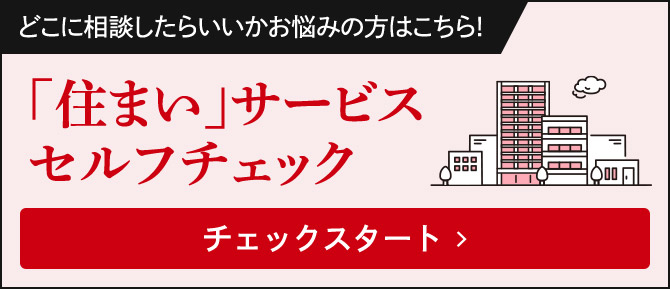 どこに相談したらいいかお悩みの方はこちら!
「住まい」サービス
セルフチェック
チェックスタート ›